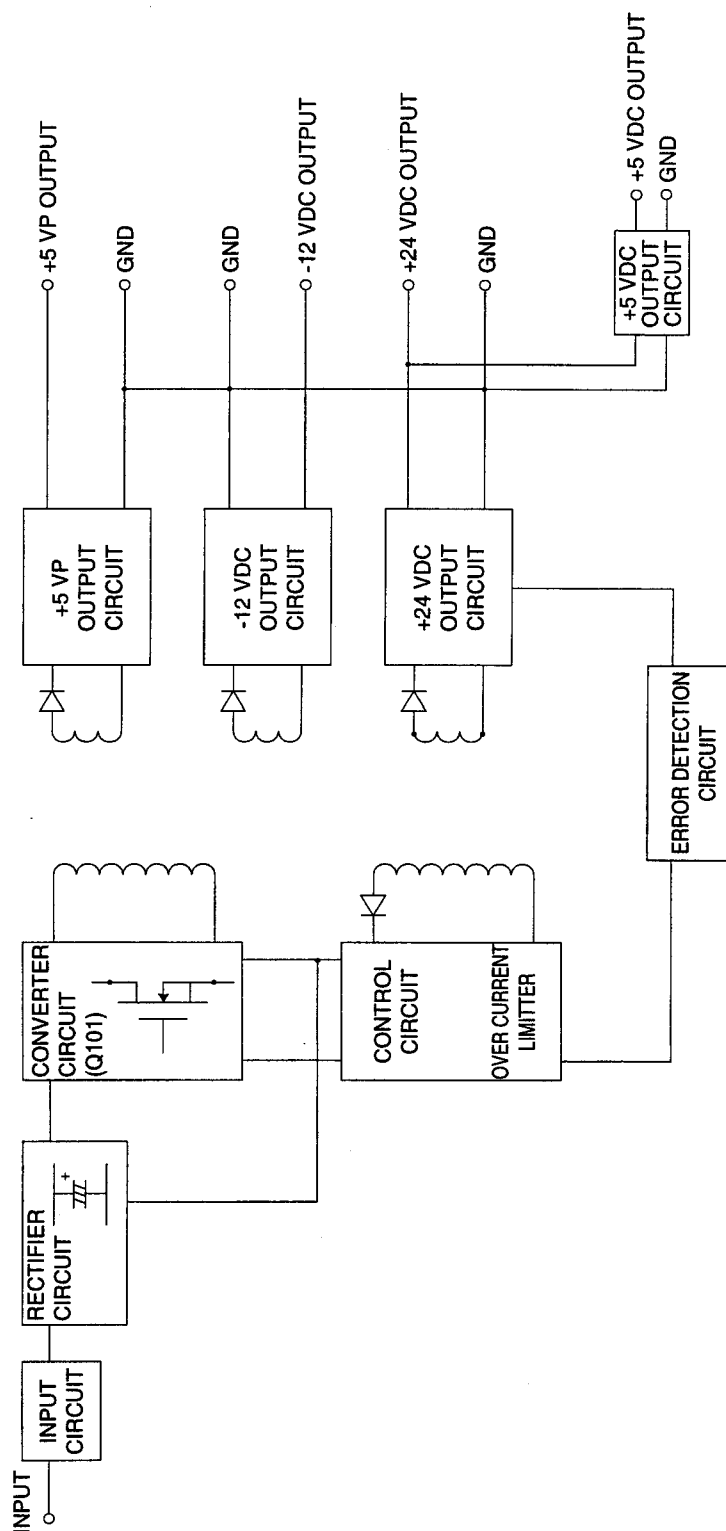 INPUT
INPUT
CIRCUIT
RECTIFIER
CIRCUIT
+
CONVERTER
CIRCUIT
(Q101)
CONTROL
CIRCUIT
OVER CURRENT
LIMITTER
ERROR DETECTION
CIRCUIT
+5 VP
OUTPUT
CIRCUIT
-12 VDC
OUTPUT
CIRCUIT
+24 VDC
OUTPUT
CIRCUIT
+5 VP OUTPUT
GND
GND
-12 VDC OUTPUT
+24 VDC OUTPUT
GND
+5 VDC
OUTPUT
CIRCUIT
+5 VDC OUTPUT
GND